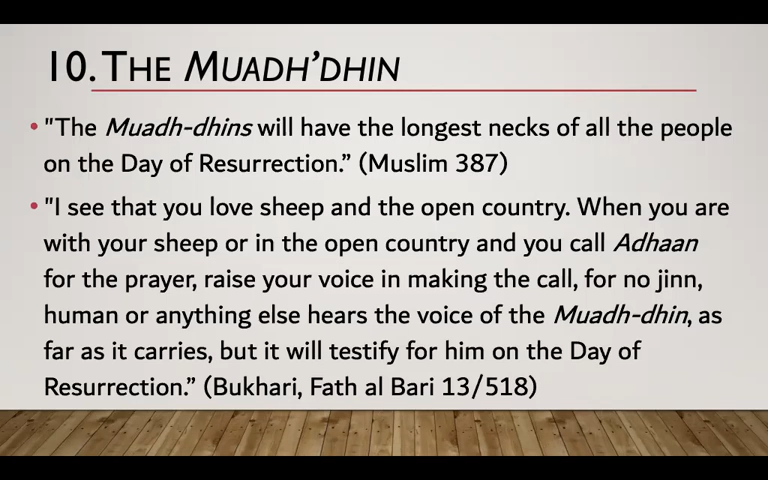 10. The Muadh’dhin
• "The Muadh-dhins will have the longest necks of all the people
on the Day of Resurrection.” (Muslim 387)
• "I see that you love sheep and the open country. When you are
with your sheep or in the open country and you call Adhaan
for the prayer, raise your voice in making the call, for no jinn,
human or anything else hears the voice of the Muadh-dhin, as
far as it carries, but it will testify for him on the Day of
Resurrection.” (Bukhari, Fath al Bari 13/518)